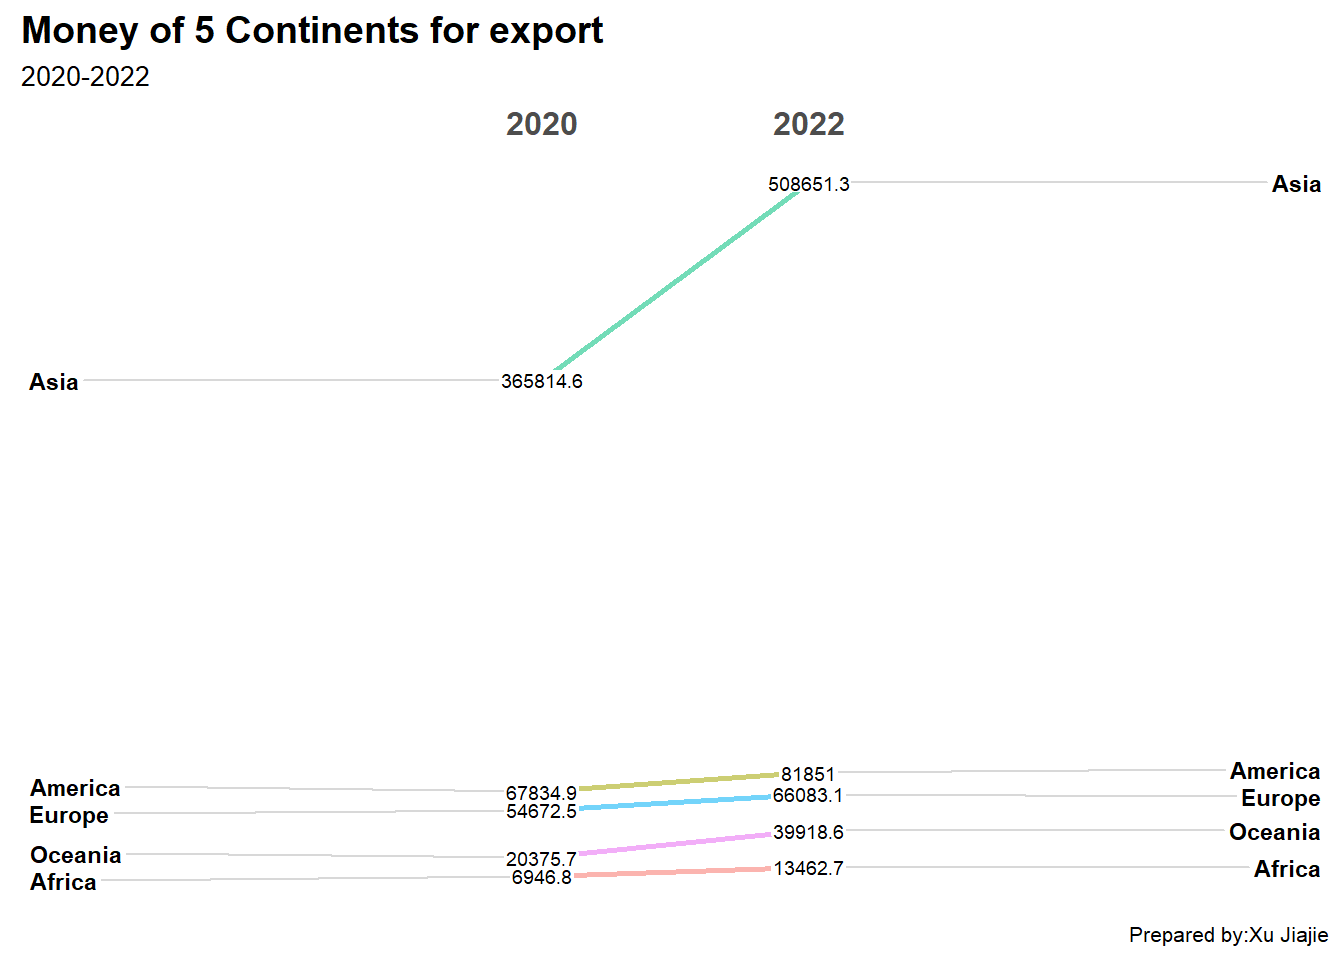 Money of 5 Continents for export
2020-2022
2020 2022
508651.3 Asia
Asia 365814.6
81851 America
America 67834.9
66083.1 Europe
Europe 54672.5
39918.6 Oceania
Oceania 20375.7
13462.7 Africa
Africa 6946.8
Prepared by:Xu Jiajie